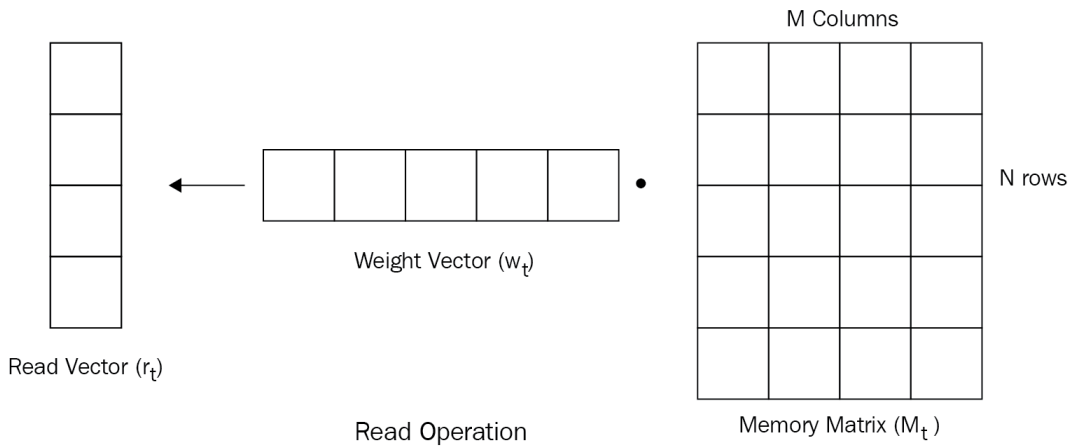 M Columns
N rows
Weight Vector (wt)
Read Vector (rt)
Memory Matrix (Mt )
Read Operation